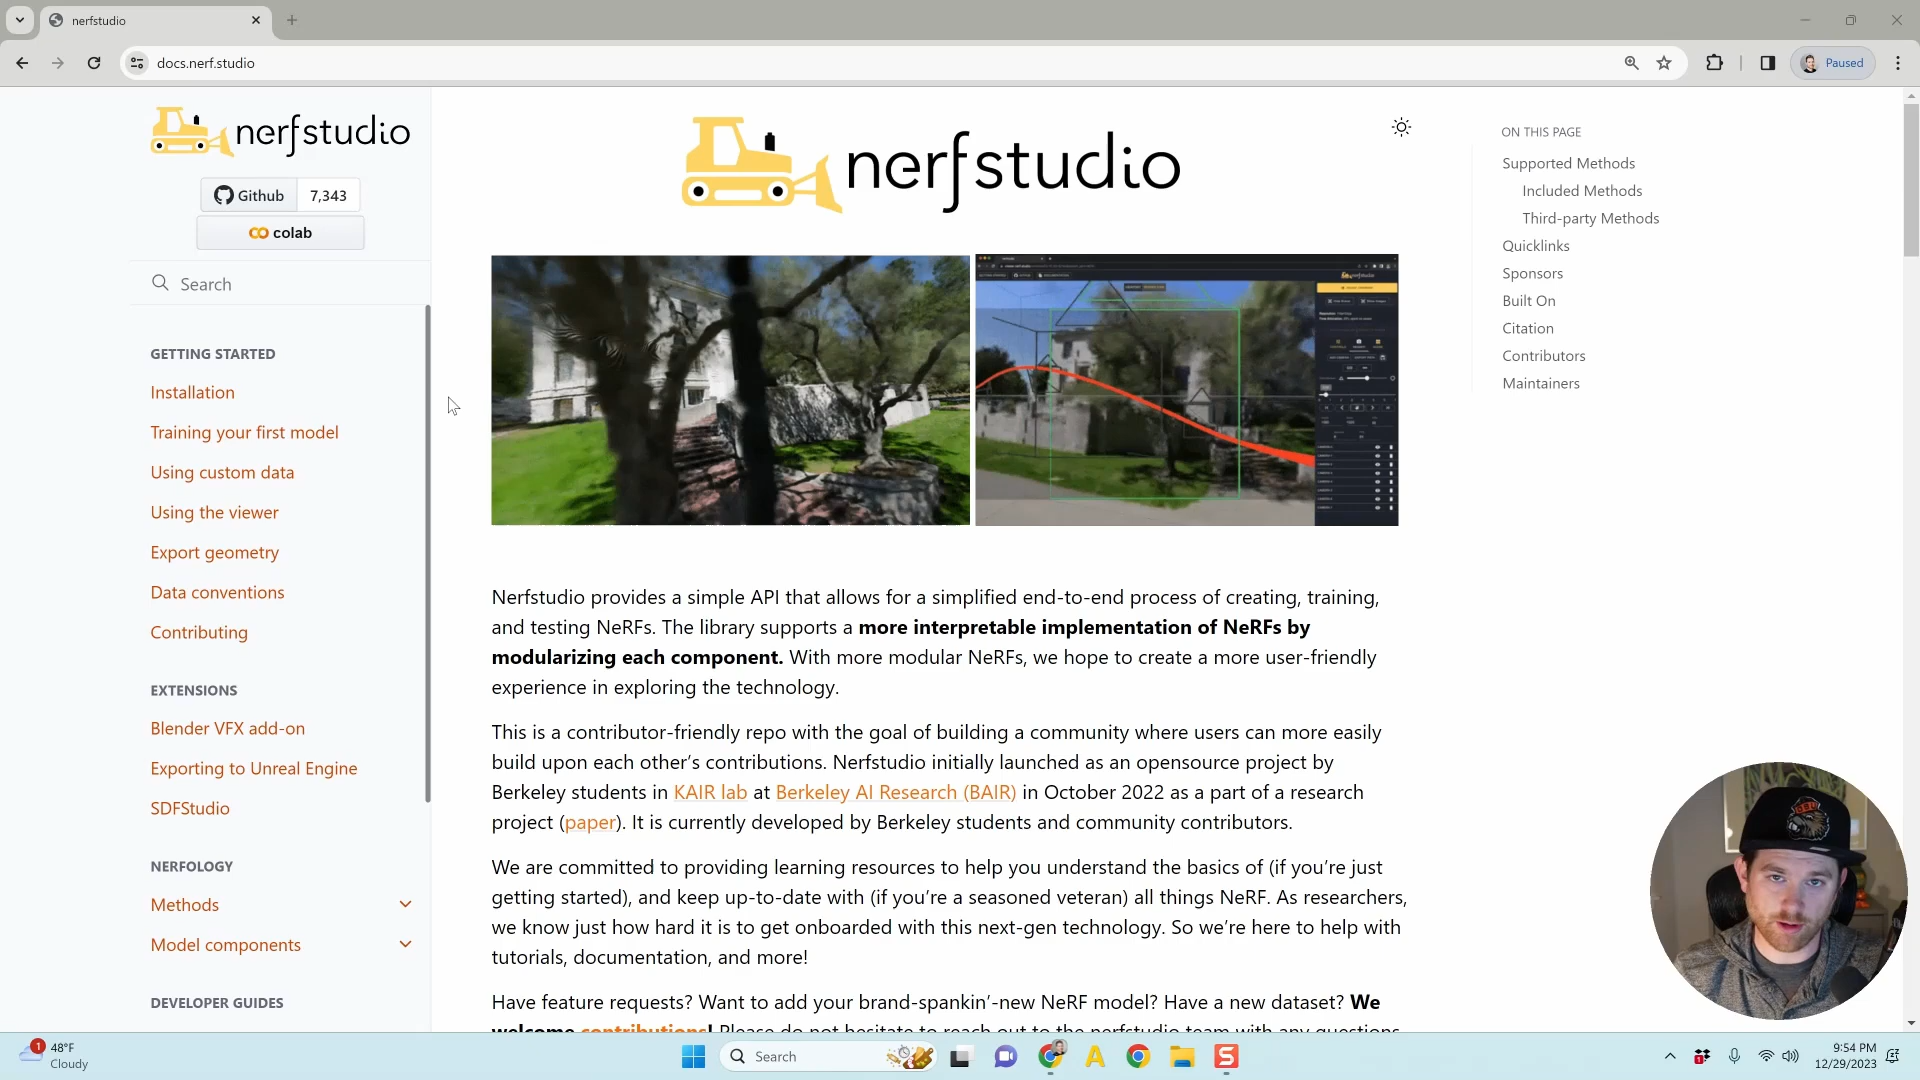 nerfstudio
docs.nerf.studio
Paused
nerfstudio
Github
7,343
colab
Search
GETTING STARTED
Installation
Training your first model
Using custom data
Using the viewer
Export geometry
Data conventions
Contributing
EXTENSIONS
Blender VFX add-on
Exporting to Unreal Engine
SDFStudio
NERFOLOGY
Methods
Model components
DEVELOPER GUIDES
nerfstudio
nerfstudio
Nerfstudio provides a simple API that allows for a simplified end-to-end process of creating, training,
and testing NeRFs. The library supports a more interpretable implementation of NeRFs by
modularizing each component. With more modular NeRFs, we hope to create a more user-friendly
experience in exploring the technology.
This is a contributor-friendly repo with the goal of building a community where users can more easily
build upon each other’s contributions. Nerfstudio initially launched as an opensource project by
Berkeley students in KAIR lab at Berkeley AI Research (BAIR) in October 2022 as a part of a research
project (paper). It is currently developed by Berkeley students and community contributors.
We are committed to providing learning resources to help you understand the basics of (if you’re just
getting started), and keep up-to-date with (if you’re a seasoned veteran) all things NeRF. As researchers,
we know just how hard it is to get onboarded with this next-gen technology. So we’re here to help with
tutorials, documentation, and more!
Have feature requests? Want to add your brand-spankin’-new NeRF model? Have a new dataset? We
welcome contributions! Please do not hesitate to reach out to the nerfstudio team with any questions
ON THIS PAGE
Supported Methods
Included Methods
Third-party Methods
Quicklinks
Sponsors
Built On
Citation
Contributors
Maintainers
OSU
1
48°F
Cloudy
Search
1
9:54 PM
12/29/2023